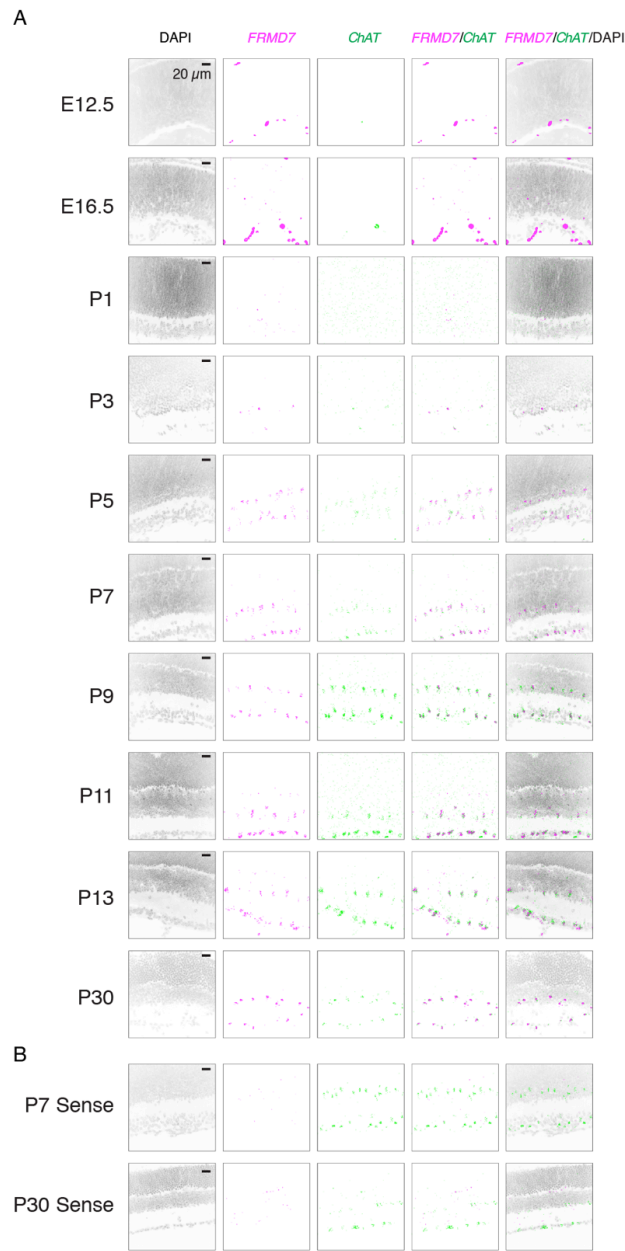 A
DAPI FRMD7 ChAT FRMD7/ChAT FRMD7/ChAT/DAPI
20 µm
E12.5
E16.5
P1
P3
P5
P7
P9
P11
P13
P30
B
P7 Sense
P30 Sense